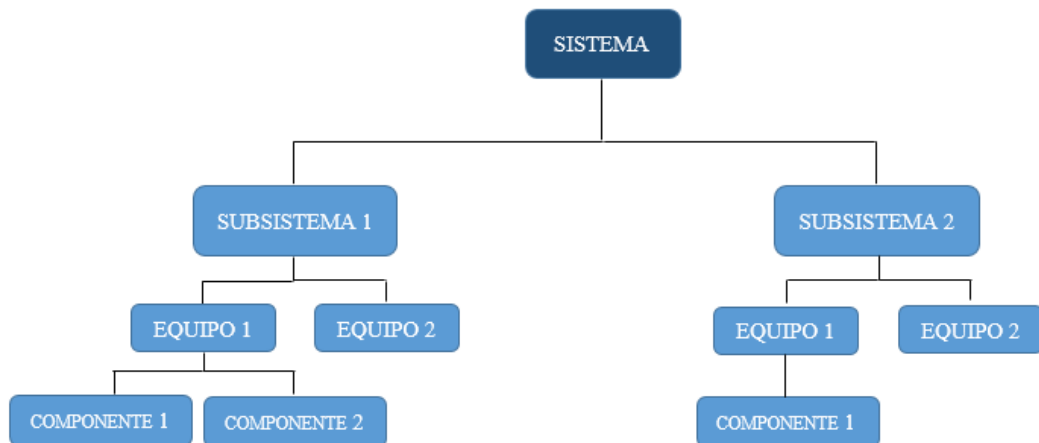 SISTEMA
SUBSISTEMA 1
SUBSISTEMA 2
EQUIPO 1
EQUIPO 2
EQUIPO 1
EQUIPO 2
COMPONENTE 1
COMPONENTE 2
COMPONENTE 1